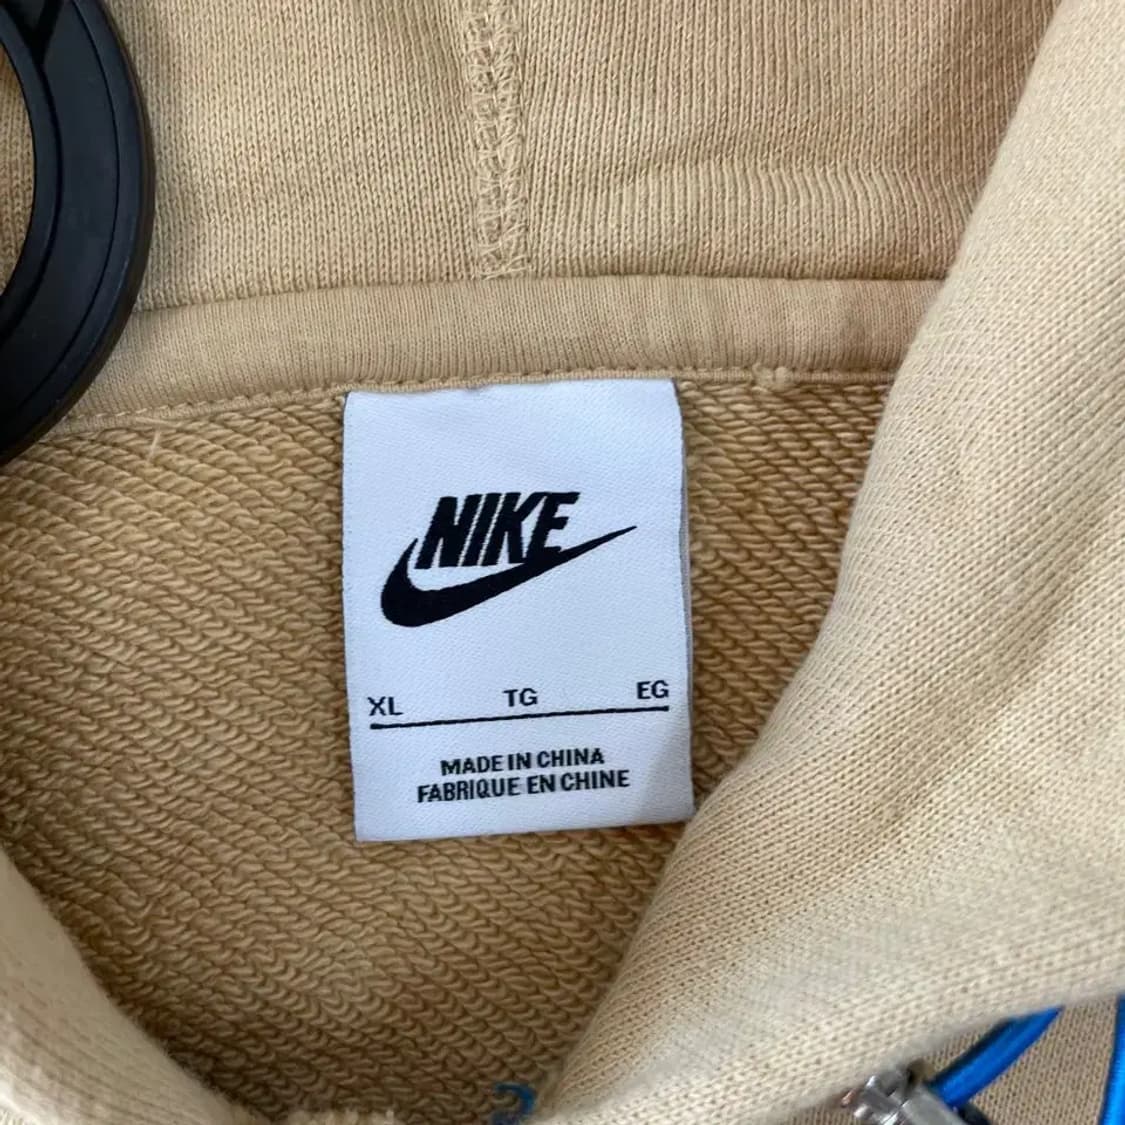 NIKE
XL TG EG
MADE IN CHINA
FABRIQUE EN CHINE